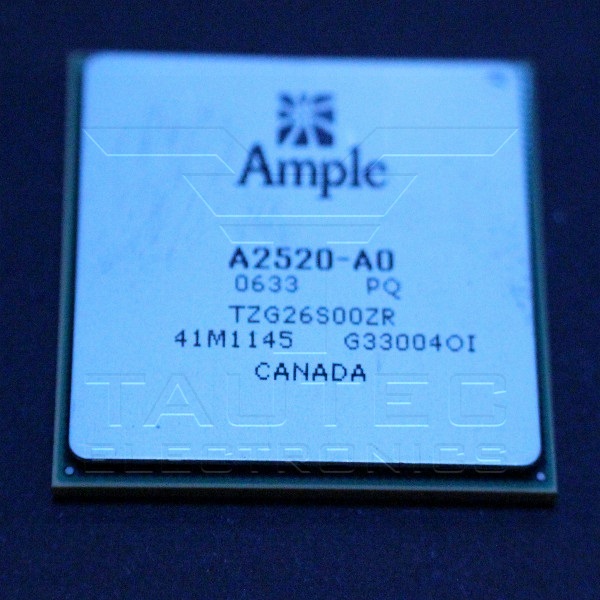 Ample
A2520-A0
0633 PQ
TZG26S00ZR
41M1145 G33004OI
CANADA
TAUTEC
ELECTRONICS